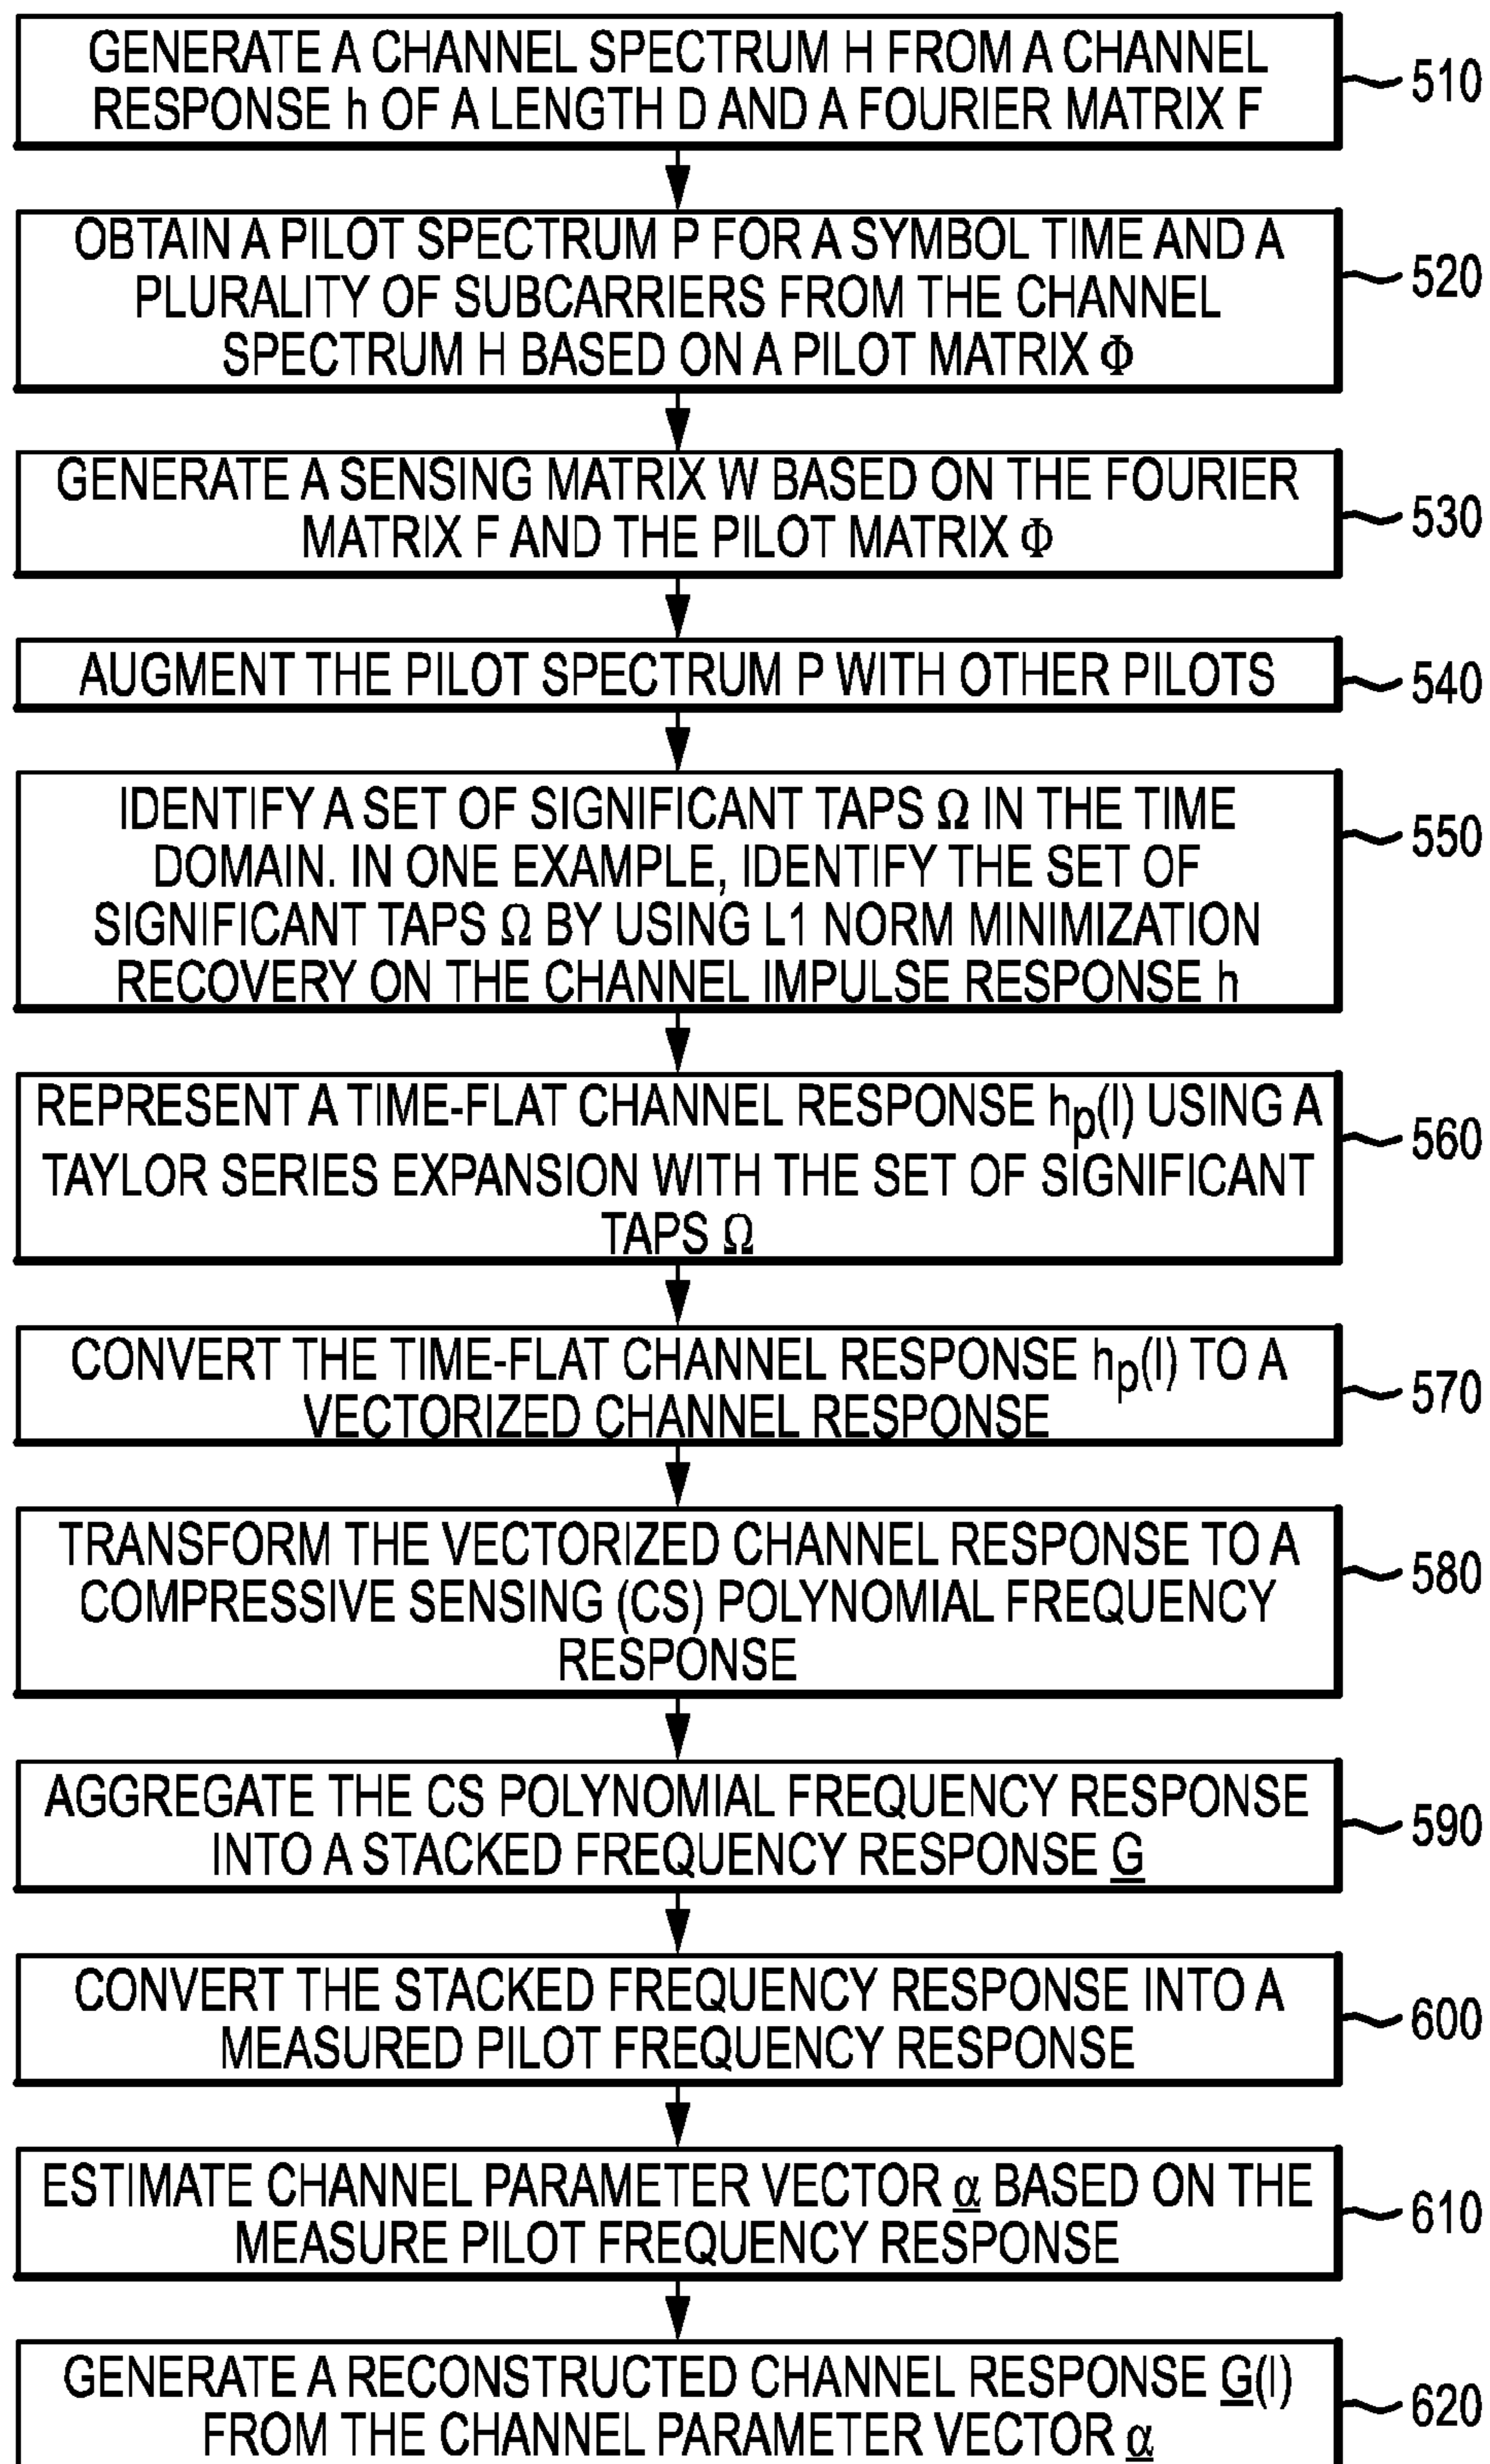 GENERATE A CHANNEL SPECTRUM H FROM A CHANNEL
RESPONSE h OF A LENGTH D AND A FOURIER MATRIX F
510
OBTAIN A PILOT SPECTRUM P FOR A SYMBOL TIME AND A
PLURALITY OF SUBCARRIERS FROM THE CHANNEL
SPECTRUM H BASED ON A PILOT MATRIX Φ
520
GENERATE A SENSING MATRIX W BASED ON THE FOURIER
MATRIX F AND THE PILOT MATRIX Φ
530
AUGMENT THE PILOT SPECTRUM P WITH OTHER PILOTS
540
IDENTIFY A SET OF SIGNIFICANT TAPS Ω IN THE TIME
DOMAIN. IN ONE EXAMPLE, IDENTIFY THE SET OF
SIGNIFICANT TAPS Ω BY USING L1 NORM MINIMIZATION
RECOVERY ON THE CHANNEL IMPULSE RESPONSE h
550
REPRESENT A TIME-FLAT CHANNEL RESPONSE hp(l) USING A
TAYLOR SERIES EXPANSION WITH THE SET OF SIGNIFICANT
TAPS Ω
560
CONVERT THE TIME-FLAT CHANNEL RESPONSE hp(l) TO A
VECTORIZED CHANNEL RESPONSE
570
TRANSFORM THE VECTORIZED CHANNEL RESPONSE TO A
COMPRESSIVE SENSING (CS) POLYNOMIAL FREQUENCY
RESPONSE
580
AGGREGATE THE CS POLYNOMIAL FREQUENCY RESPONSE
INTO A STACKED FREQUENCY RESPONSE G
590
CONVERT THE STACKED FREQUENCY RESPONSE INTO A
MEASURED PILOT FREQUENCY RESPONSE
600
ESTIMATE CHANNEL PARAMETER VECTOR α BASED ON THE
MEASURE PILOT FREQUENCY RESPONSE
610
GENERATE A RECONSTRUCTED CHANNEL RESPONSE G(l)
FROM THE CHANNEL PARAMETER VECTOR α
620